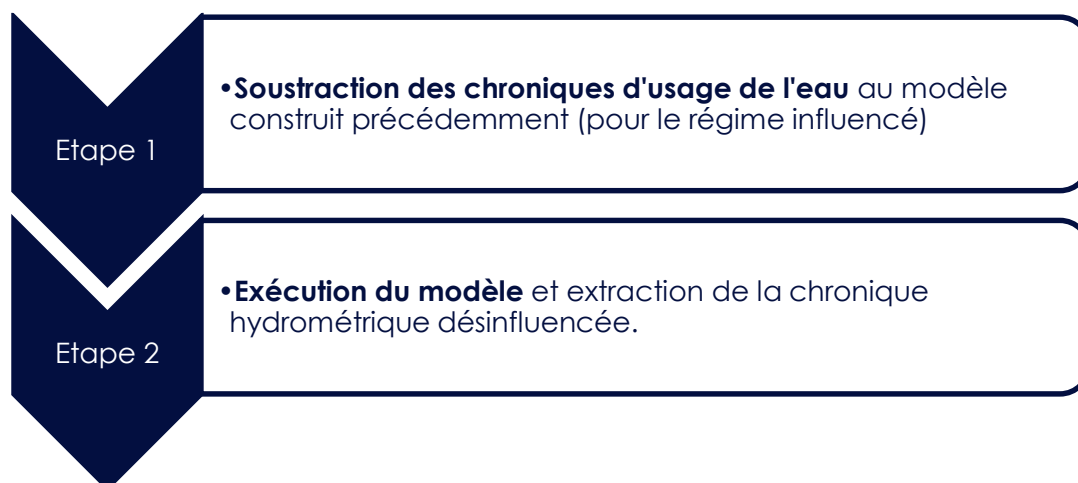 Etape 1
•Soustraction des chroniques d'usage de l'eau au modèle
construit précédemment (pour le régime influencé)
Etape 2
•Exécution du modèle et extraction de la chronique
hydrométrique désinfluencée.